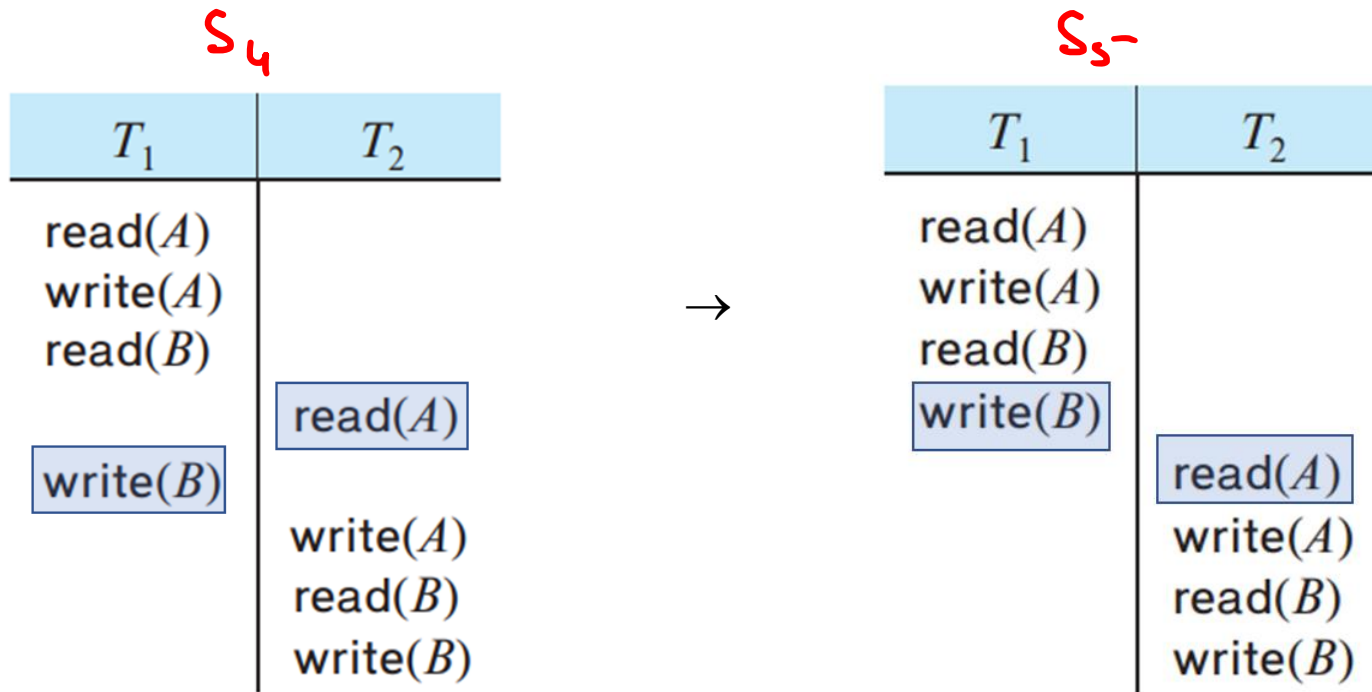 S₄
T₁ T₂
read(A)
write(A)
read(B)
read(A)
write(B)
write(A)
read(B)
write(B)
→
S₅-
T₁ T₂
read(A)
write(A)
read(B)
write(B)
read(A)
write(A)
read(B)
write(B)